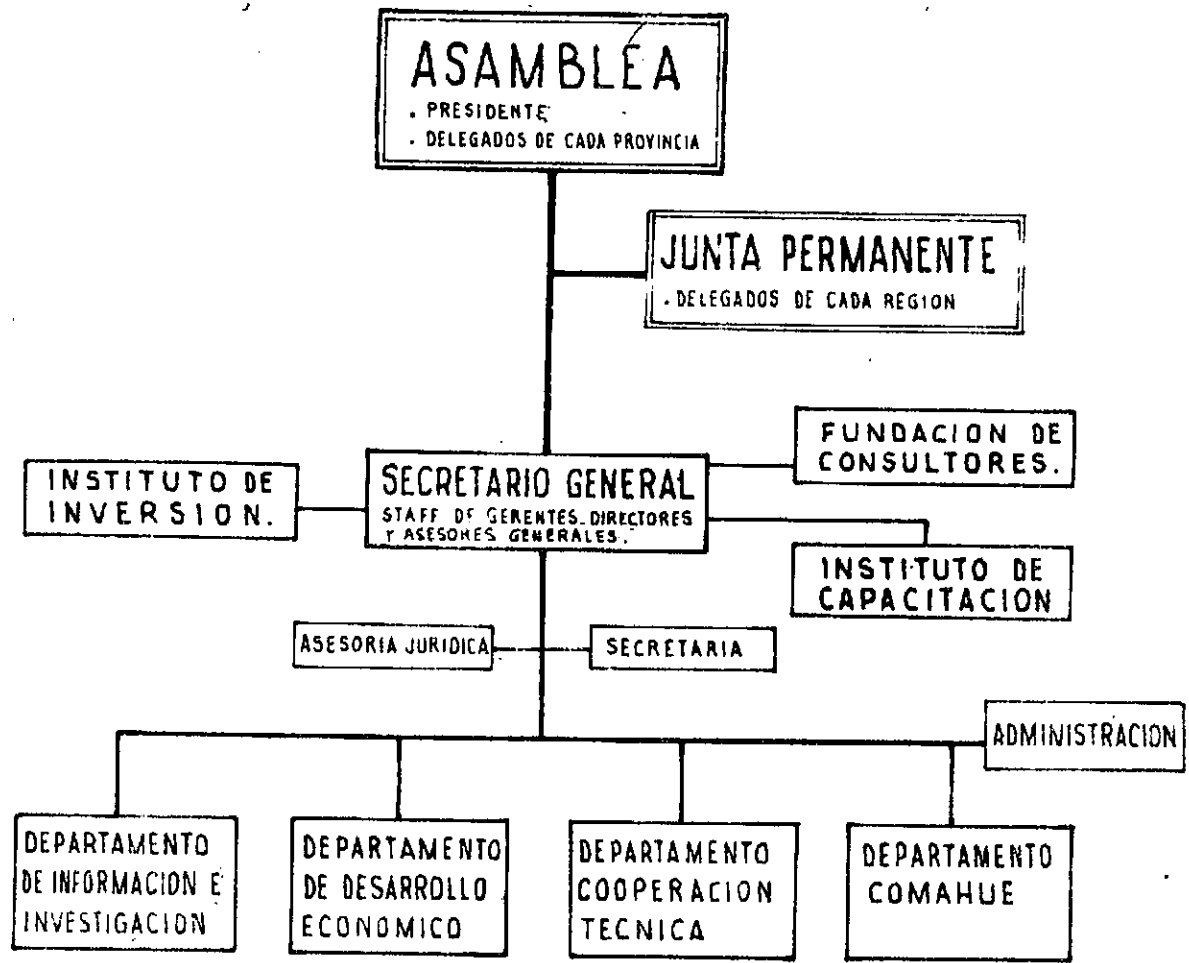 ASAMBLEA
. PRESIDENTE
. DELEGADOS DE CADA PROVINCIA
JUNTA PERMANENTE
. DELEGADOS DE CADA REGION
FUNDACION DE
CONSULTORES.
INSTITUTO DE
INVERSION.
SECRETARIO GENERAL
STAFF DE GERENTES. DIRECTORES
Y ASESORES GENERALES.
INSTITUTO DE
CAPACITACION
ASESORIA JURIDICA
SECRETARIA
ADMINISTRACION
DEPARTAMENTO
DE INFORMACION E
INVESTIGACION
DEPARTAMENTO
DE DESARROLLO
ECONOMICO
DEPARTAMENTO
COOPERACION
TECNICA
DEPARTAMENTO
COMAHUE